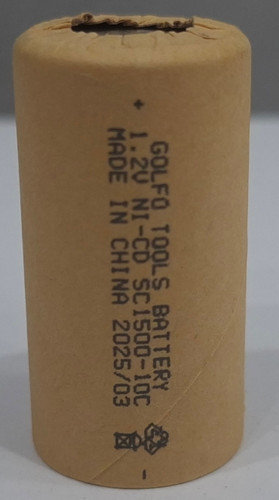 +
GOLFO TOOLS BATTERY
1.2V NI-CD SC1500-10C
MADE IN CHINA 2025/03
-